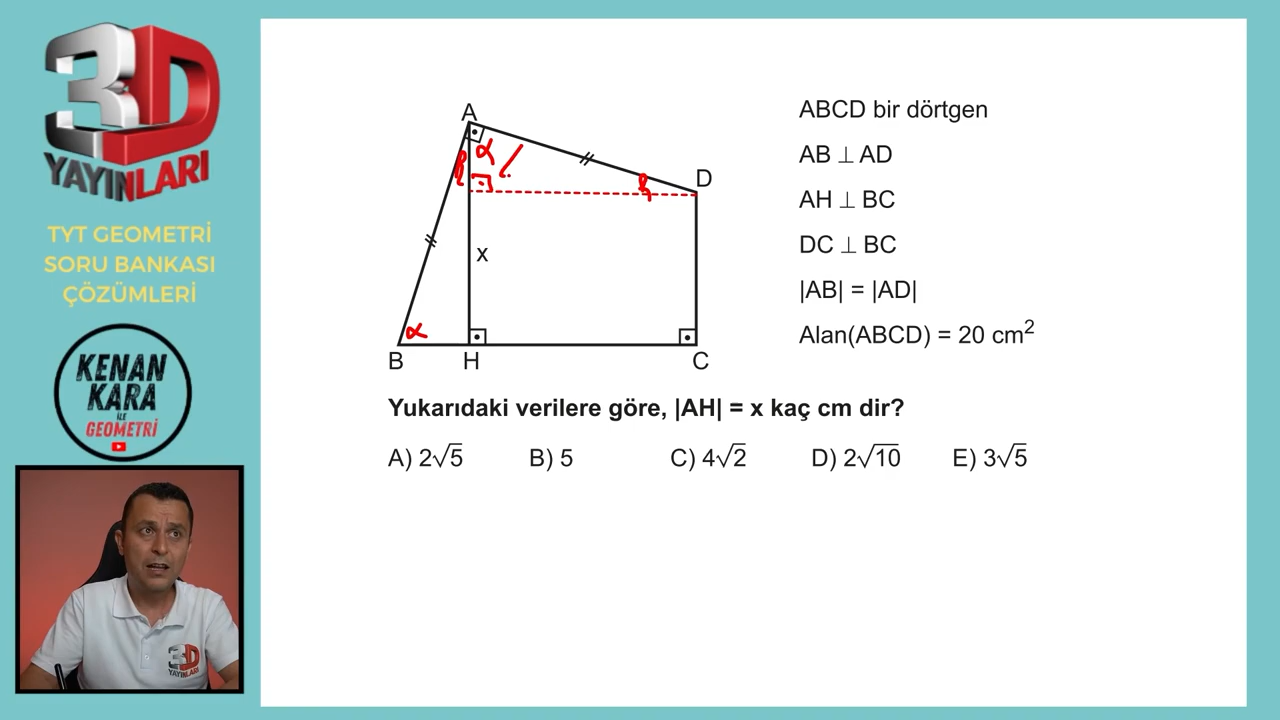 3D
YAYINLARI
TYT GEOMETRİ
SORU BANKASI
ÇÖZÜMLERİ
KENAN
KARA
İLE
GEOMETRİ
3D
YAYINLARI
A
α
β
β
D
x
α
B
H
C
ABCD bir dörtgen
AB ⊥ AD
AH ⊥ BC
DC ⊥ BC
|AB| = |AD|
Alan(ABCD) = 20 cm²
Yukarıdaki verilere göre, |AH| = x kaç cm dir?
A) 2√5 B) 5 C) 4√2 D) 2√10 E) 3√5